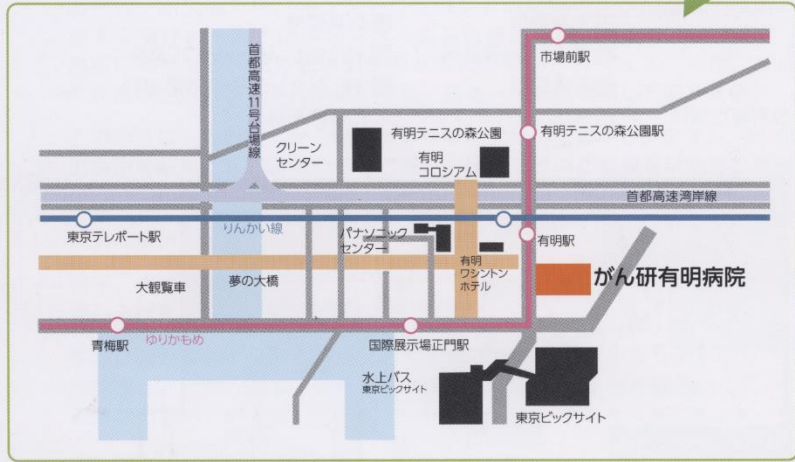 市場前駅
首都高速11号台場線
クリーン
センター
有明テニスの森公園
有明テニスの森公園駅
有明
コロシアム
首都高速湾岸線
東京テレポート駅
りんかい線
パナソニック
センター
有明駅
有明
ワシントン
ホテル
がん研有明病院
大観覧車
夢の大橋
青梅駅
ゆりかもめ
国際展示場正門駅
水上バス
東京ビックサイト
東京ビックサイト